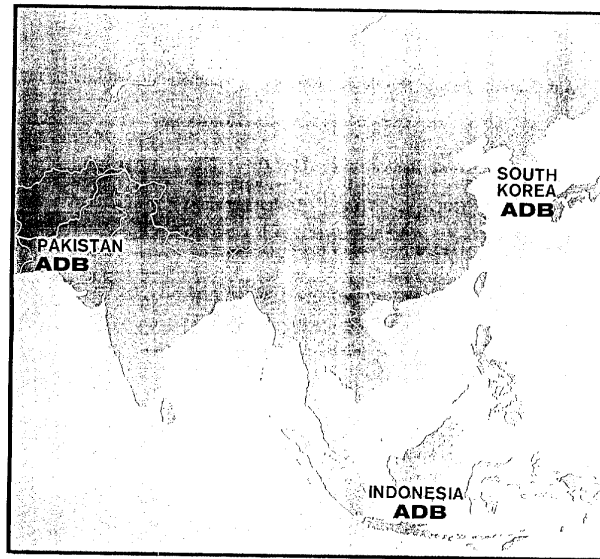 SOUTH
KOREA
ADB
PAKISTAN
ADB
INDONESIA
ADB